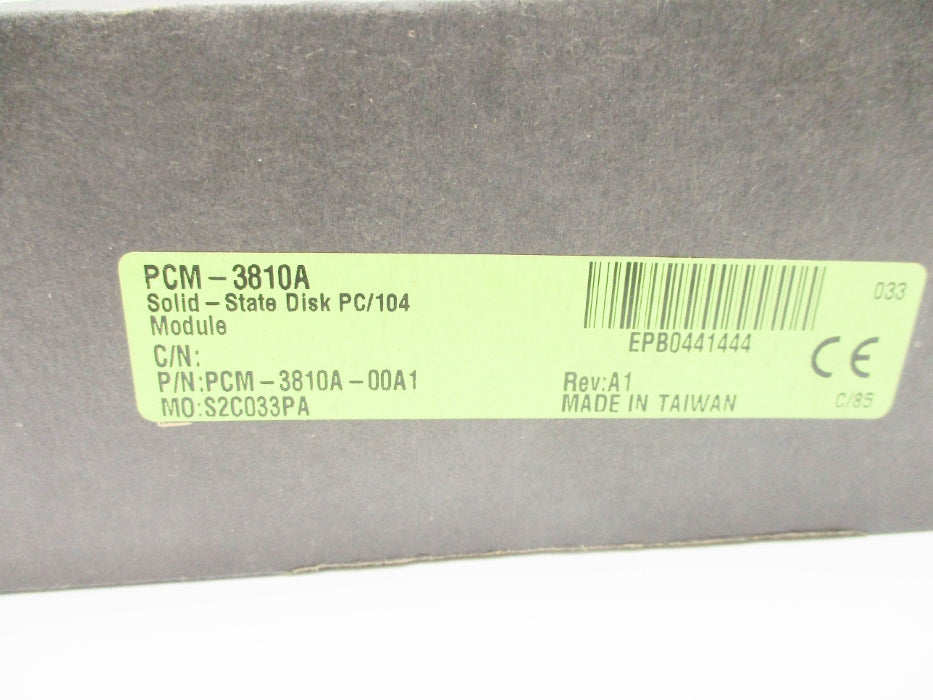 PCM-3810A
Solid-State Disk PC/104
Module
C/N:
P/N:PCM-3810A-00A1
MO:S2C033PA
EPB0441444
Rev:A1
MADE IN TAIWAN
033
CE
C/85